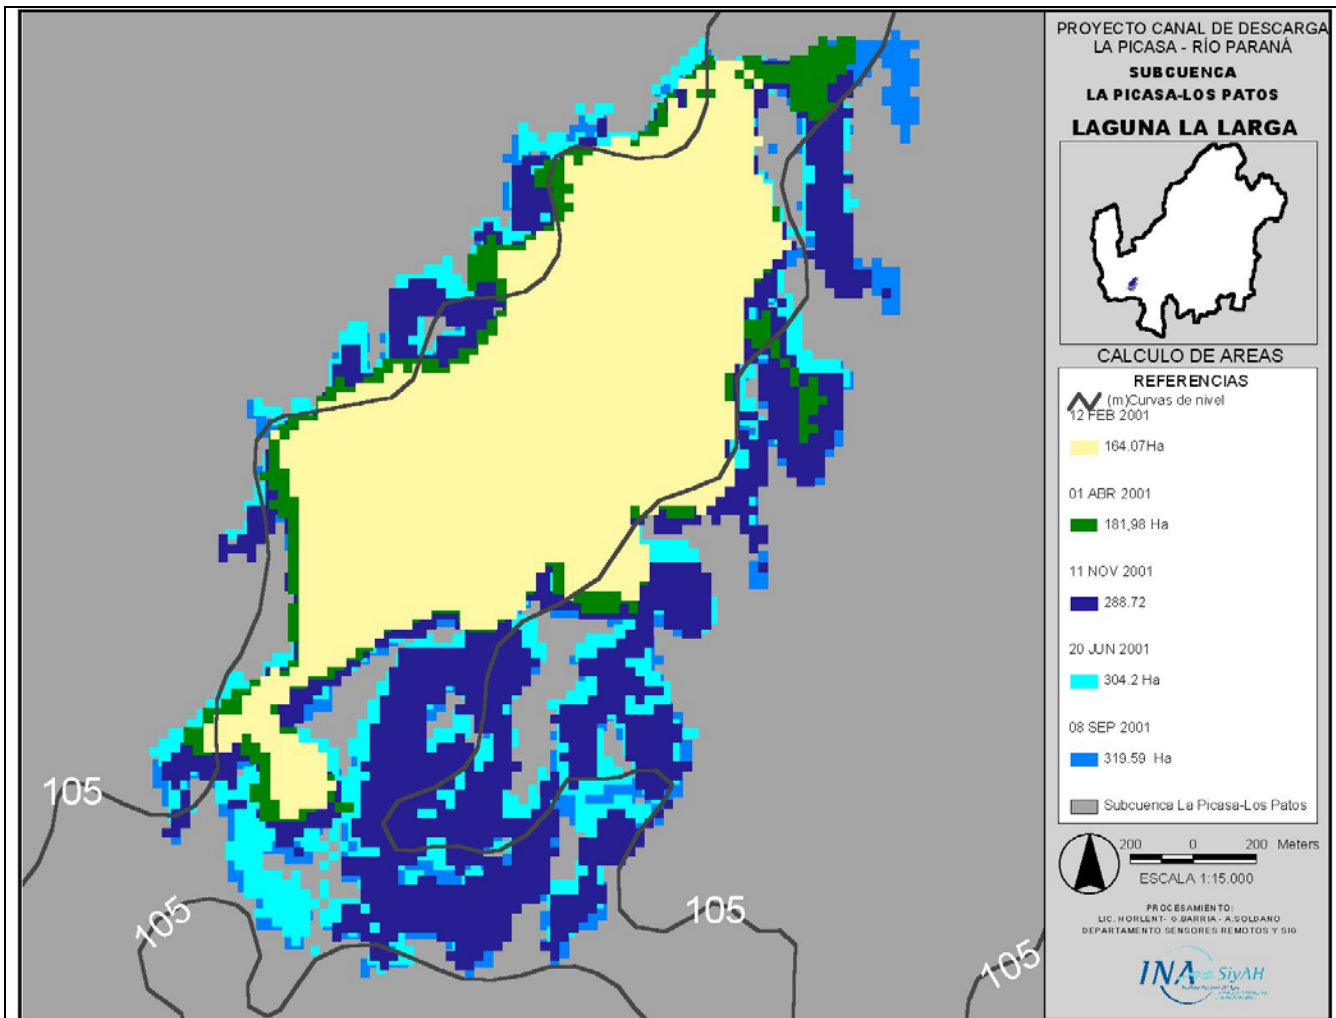 PROYECTO CANAL DE DESCARGA
LA PICASA - RÍO PARANÁ
SUBCUENCA
LA PICASA-LOS PATOS
LAGUNA LA LARGA
CALCULO DE AREAS
REFERENCIAS
(m)Curvas de nivel
12 FEB 2001
164.07Ha
01 ABR 2001
181,98 Ha
11 NOV 2001
288.72
20 JUN 2001
304.2 Ha
08 SEP 2001
319.59 Ha
Subcuenca La Picasa-Los Patos
200 0 200 Meters
ESCALA 1:15.000
PROCESAMIENTO:
LIC. HORLENT- G.BARRIA - A.SOLDANO
DEPARTAMENTO SENSORES REMOTOS Y SIG
INA SiyAH
105
105
105
105